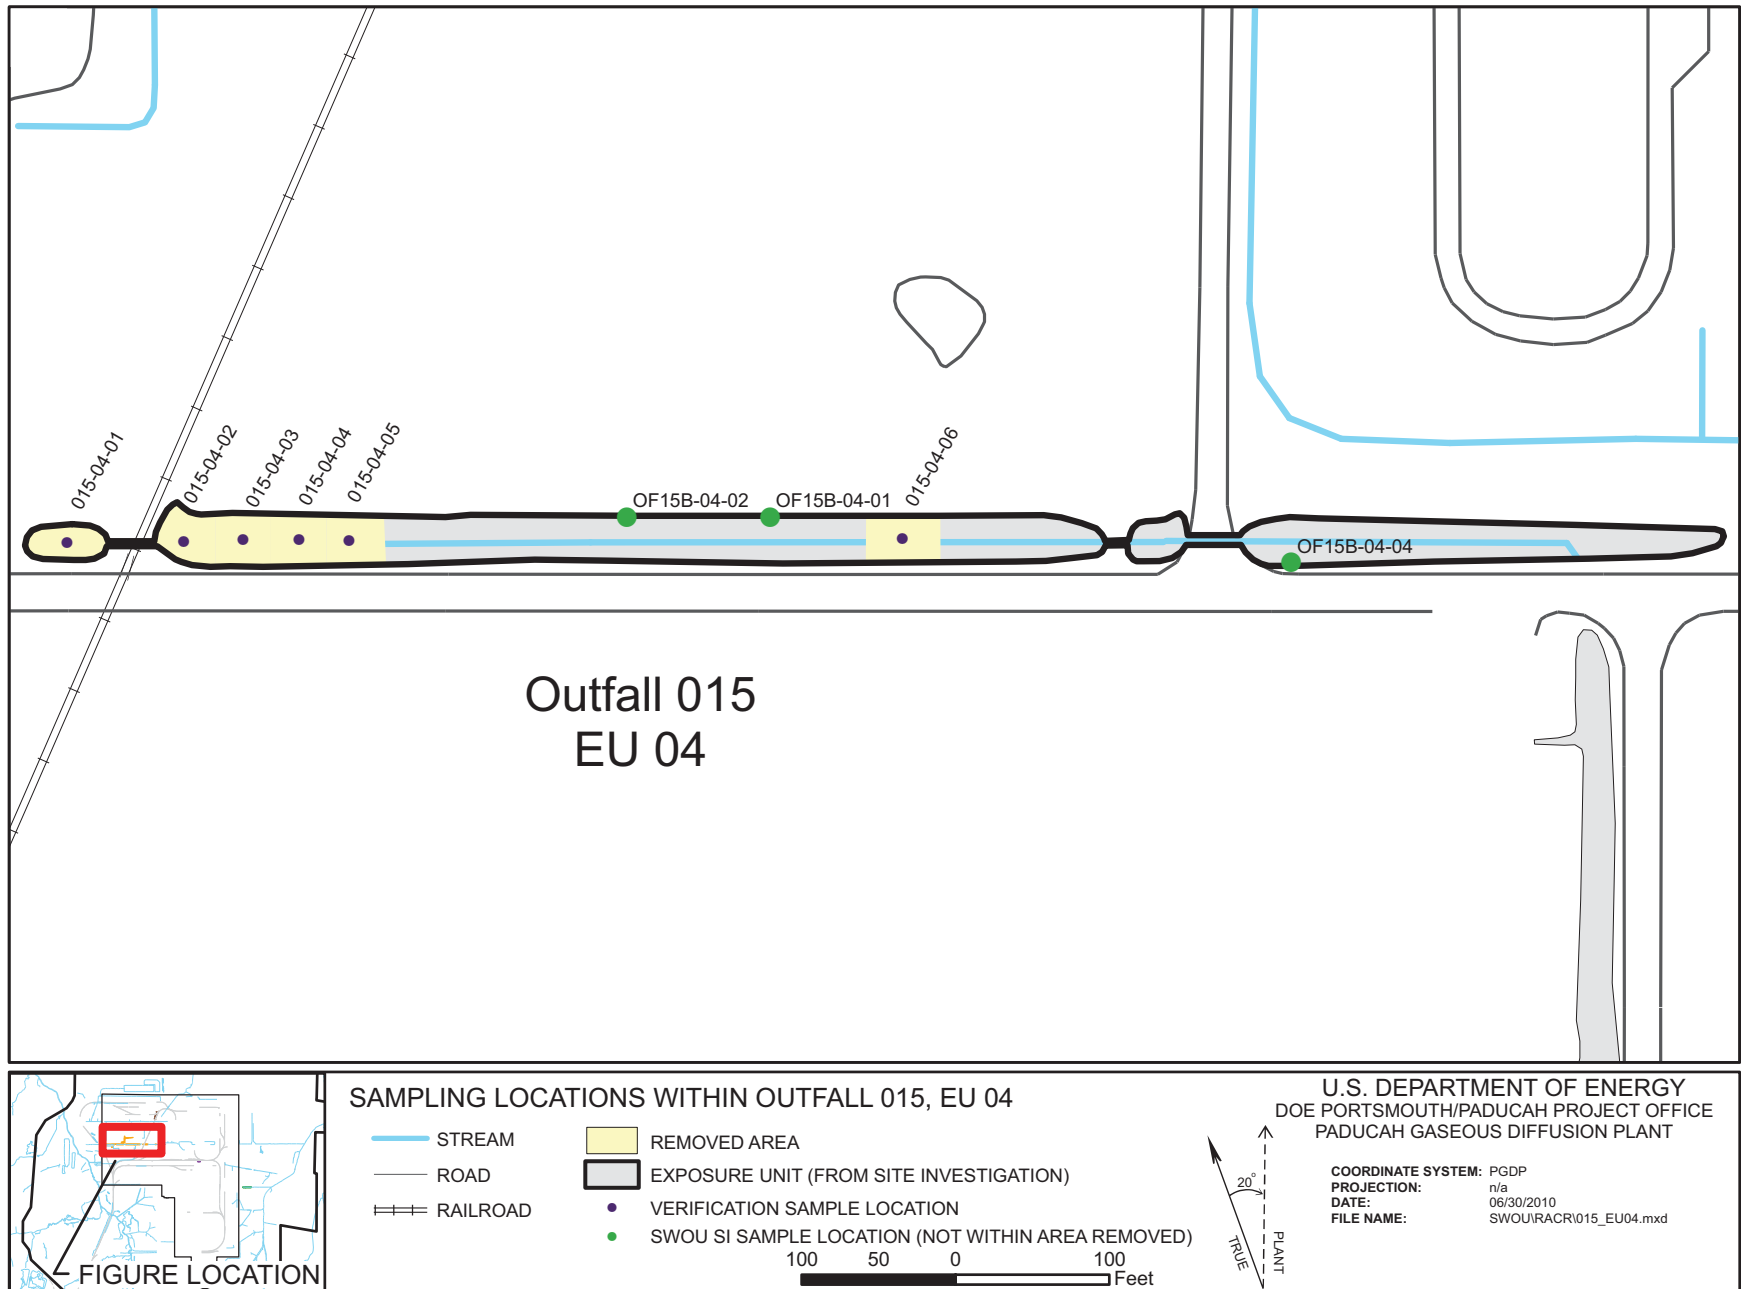 015-04-01
015-04-02
015-04-03
015-04-04
015-04-05
OF15B-04-02
OF15B-04-01
015-04-06
OF15B-04-04
Outfall 015
EU 04
FIGURE LOCATION
SAMPLING LOCATIONS WITHIN OUTFALL 015, EU 04
STREAM
ROAD
RAILROAD
REMOVED AREA
EXPOSURE UNIT (FROM SITE INVESTIGATION)
VERIFICATION SAMPLE LOCATION
SWOU SI SAMPLE LOCATION (NOT WITHIN AREA REMOVED)
100 50 0 100
Feet
20°
TRUE
PLANT
U.S. DEPARTMENT OF ENERGY
DOE PORTSMOUTH/PADUCAH PROJECT OFFICE
PADUCAH GASEOUS DIFFUSION PLANT
COORDINATE SYSTEM: PGDP
PROJECTION: n/a
DATE: 06/30/2010
FILE NAME: SWOU\RACR\015_EU04.mxd